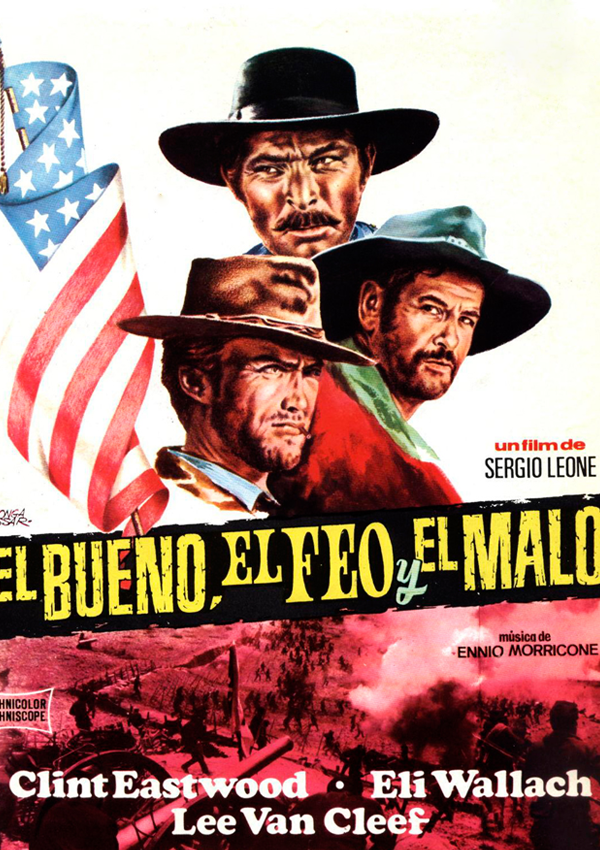 un film de
SERGIO LEONE
EL BUENO, EL FEO y EL MALO
música de
ENNIO MORRICONE
Clint Eastwood · Eli Wallach
Lee Van Cleef